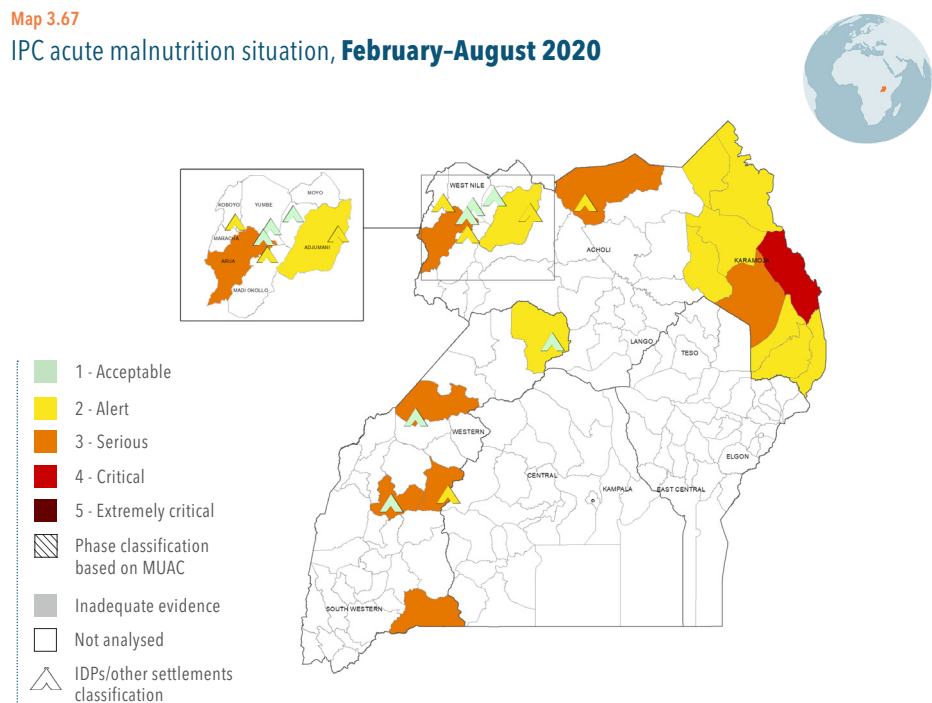 Map 3.67
IPC acute malnutrition situation, February–August 2020
KOBOYO
YUMBE
MOYO
MARACHA
ARUA
ADJUMANI
MADI OKOLLO
WEST NILE
ACHOLI
KARAMOJA
LANGO
TESO
WESTERN
ELGON
CENTRAL
KAMPALA
EAST CENTRAL
SOUTH WESTERN
1 - Acceptable
2 - Alert
3 - Serious
4 - Critical
5 - Extremely critical
Phase classification
based on MUAC
Inadequate evidence
Not analysed
IDPs/other settlements
classification